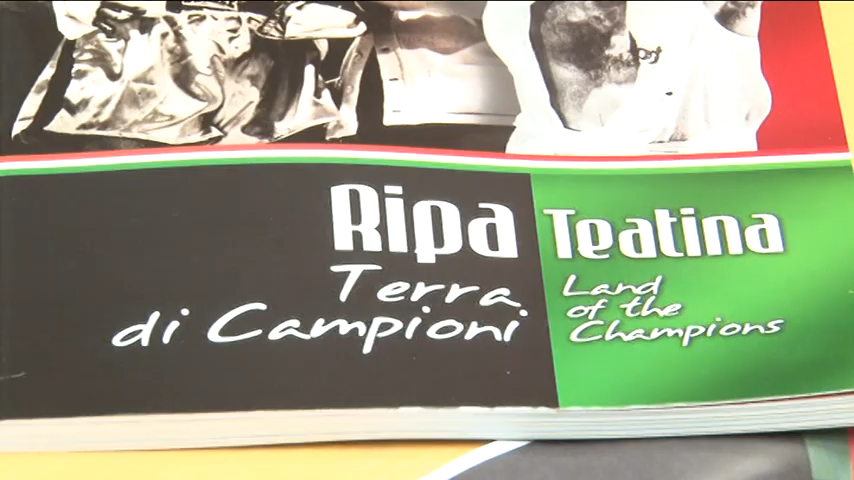 Ripa Teatina
Terra
di Campioni
Land
of the
Champions